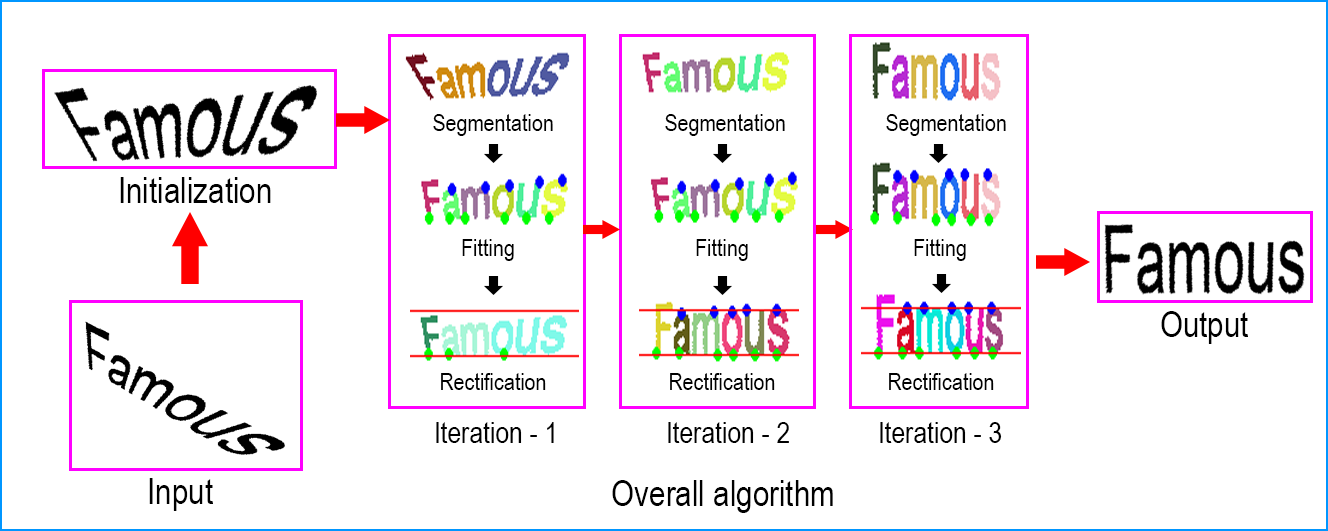 Famous
Initialization
Famous
Input
Famous
Segmentation
Famous
Fitting
Famous
Rectification
Iteration - 1
Famous
Segmentation
Famous
Fitting
Famous
Rectification
Iteration - 2
Famous
Segmentation
Famous
Fitting
Famous
Rectification
Iteration - 3
Famous
Output
Overall algorithm